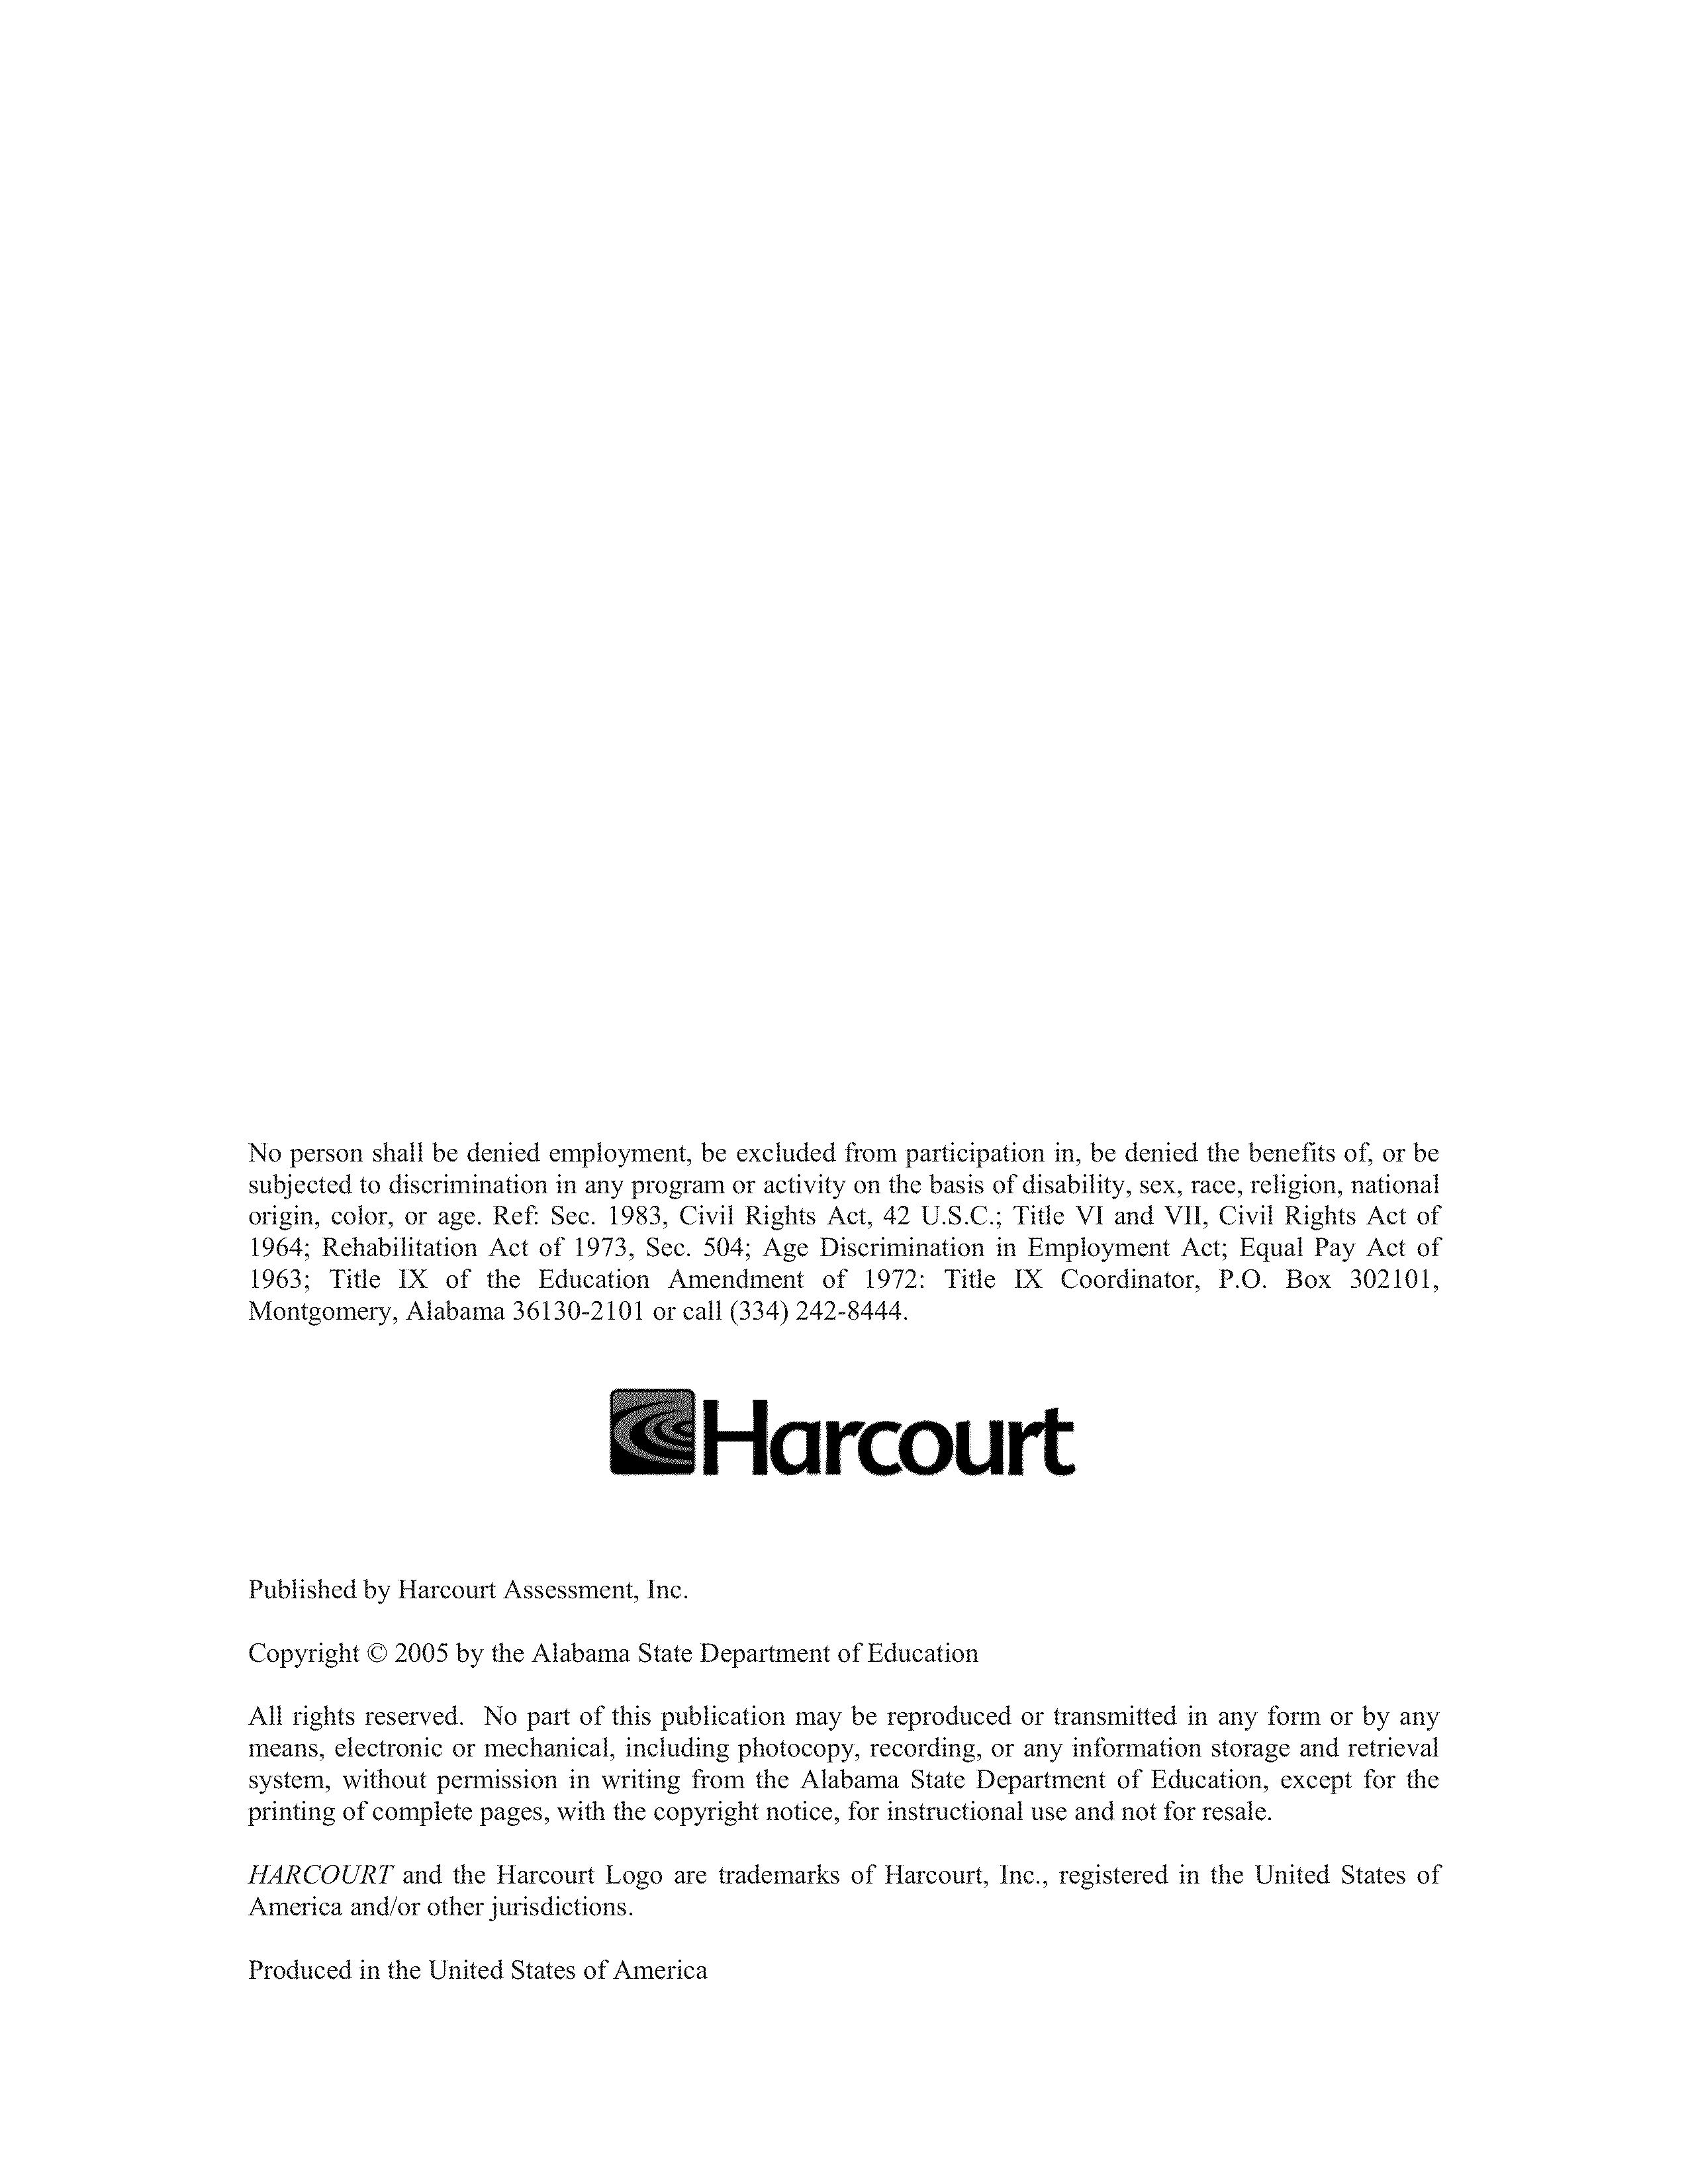 No person shall be denied employment, be excluded from participation in, be denied the benefits of, or be
subjected to discrimination in any program or activity on the basis of disability, sex, race, religion, national
origin, color, or age. Ref: Sec. 1983, Civil Rights Act, 42 U.S.C.; Title VI and VII, Civil Rights Act of
1964; Rehabilitation Act of 1973, Sec. 504; Age Discrimination in Employment Act; Equal Pay Act of
1963; Title IX of the Education Amendment of 1972: Title IX Coordinator, P.O. Box 302101,
Montgomery, Alabama 36130-2101 or call (334) 242-8444.
Harcourt
Published by Harcourt Assessment, Inc.
Copyright © 2005 by the Alabama State Department of Education
All rights reserved.  No part of this publication may be reproduced or transmitted in any form or by any
means, electronic or mechanical, including photocopy, recording, or any information storage and retrieval
system, without permission in writing from the Alabama State Department of Education, except for the
printing of complete pages, with the copyright notice, for instructional use and not for resale.
HARCOURT and the Harcourt Logo are trademarks of Harcourt, Inc., registered in the United States of
America and/or other jurisdictions.
Produced in the United States of America